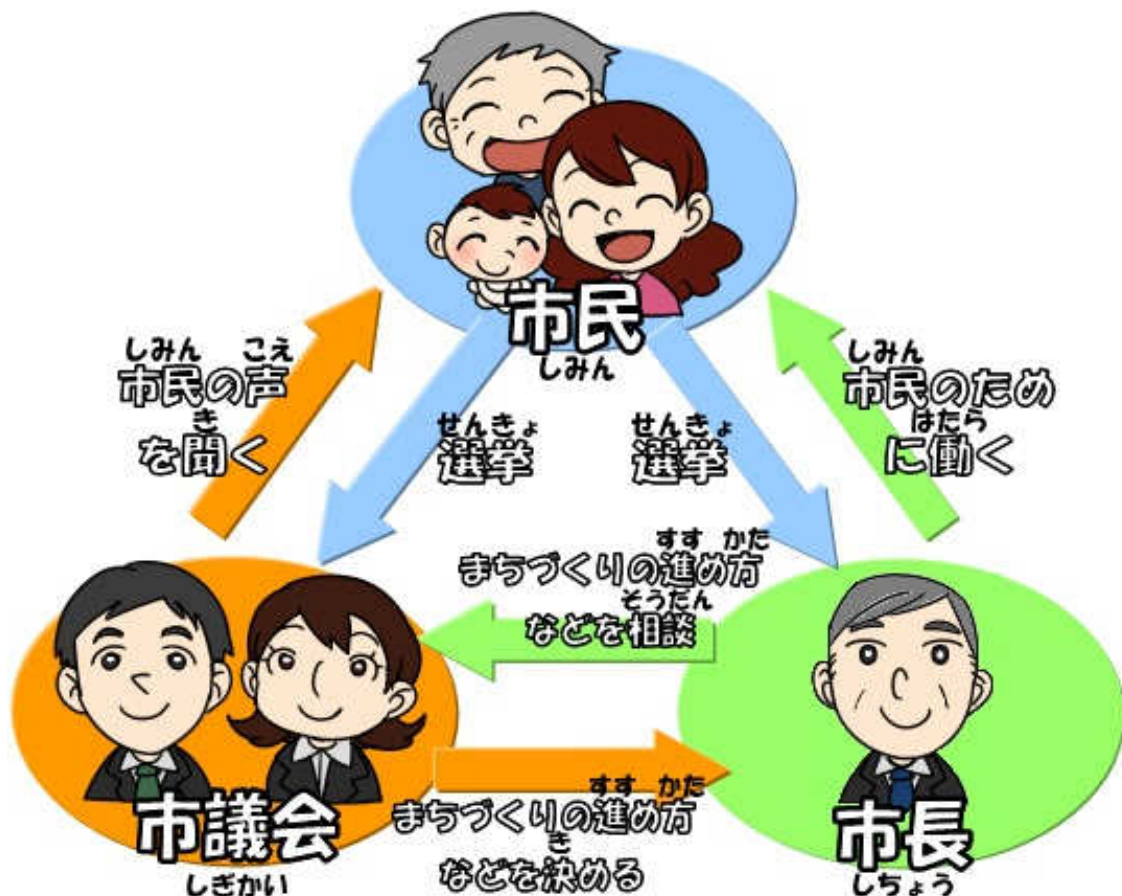 市民
しみん
しみん こえ
市民の声
き
を聞く
せんきょ
選挙
せんきょ
選挙
しみん
市民のため
はたら
に働く
すす かた
まちづくりの進め方
そうだん
などを相談
市議会
しぎかい
すす かた
まちづくりの進め方
き
などを決める
市長
しちょう